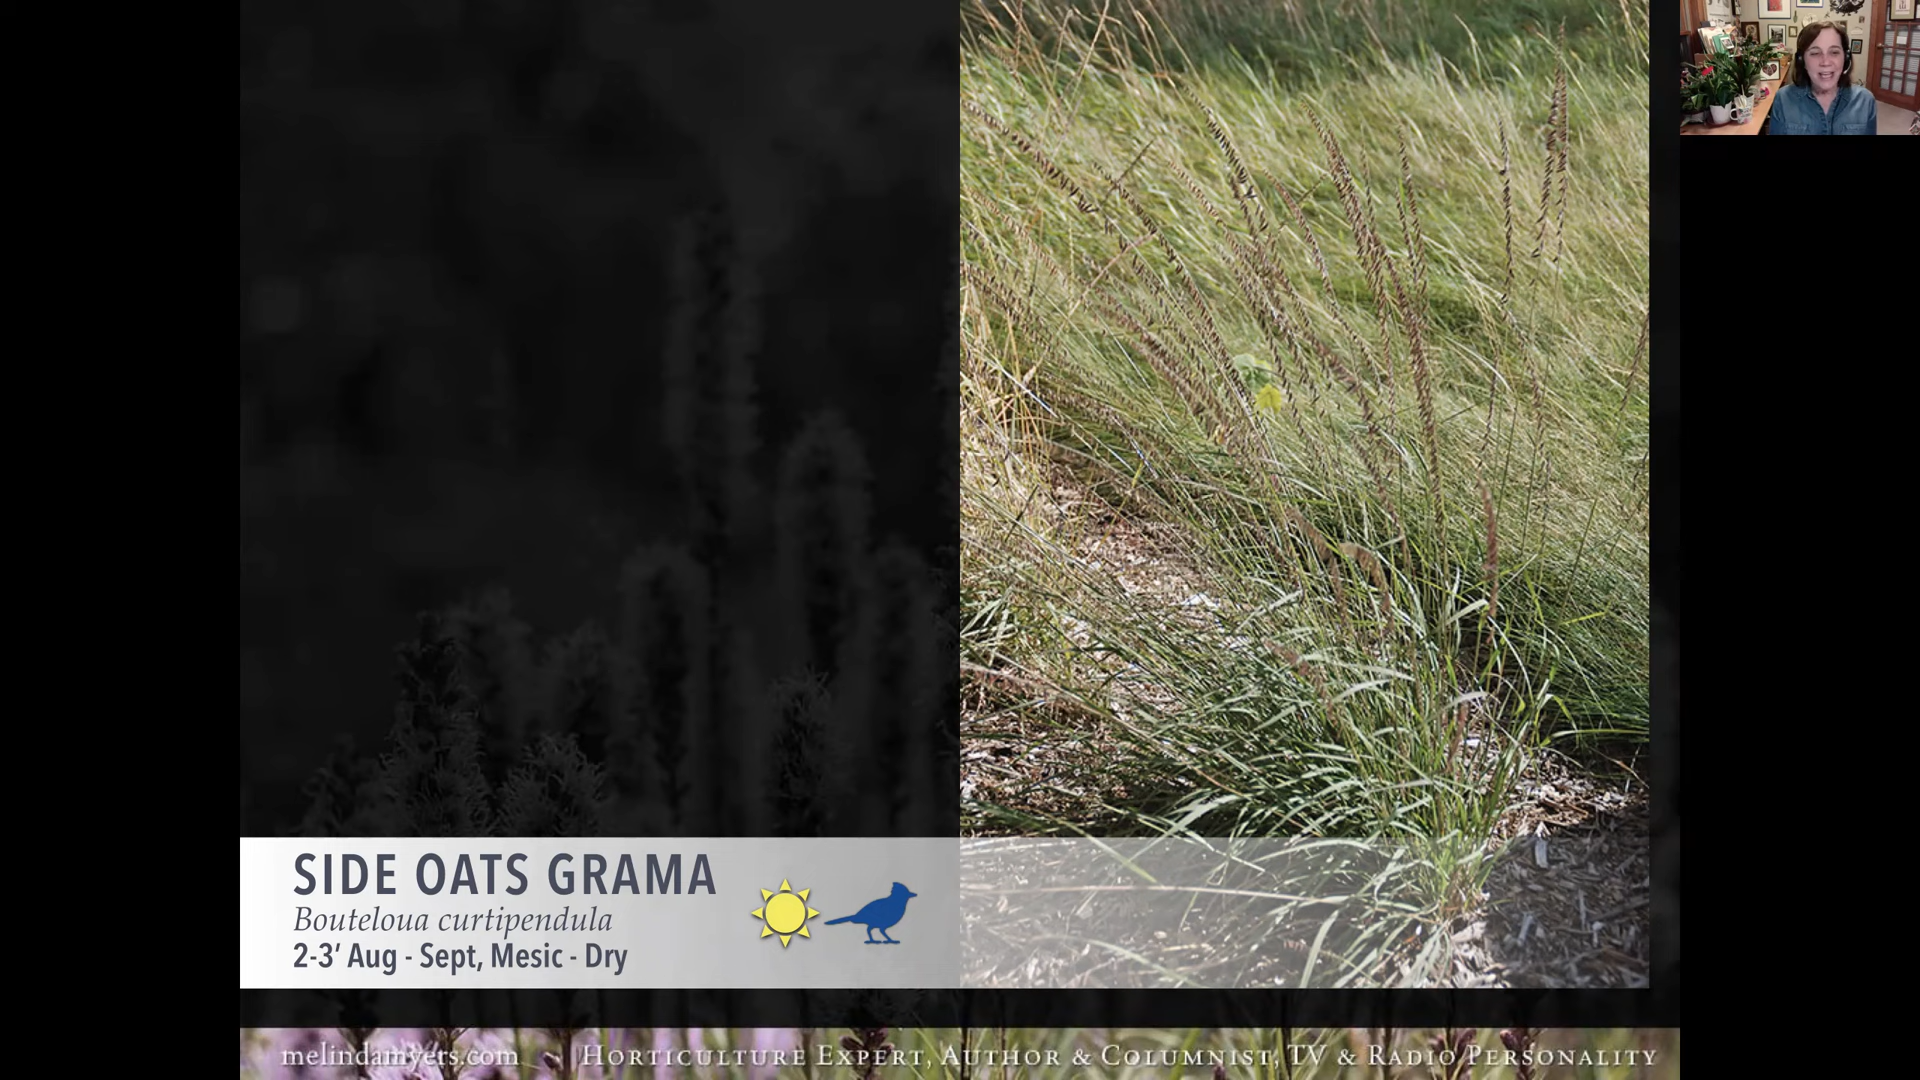 SIDE OATS GRAMA
Bouteloua curtipendula
2-3’ Aug - Sept, Mesic - Dry
melindamyers.com HORTICULTURE EXPERT, AUTHOR & COLUMNIST, TV & RADIO PERSONALITY